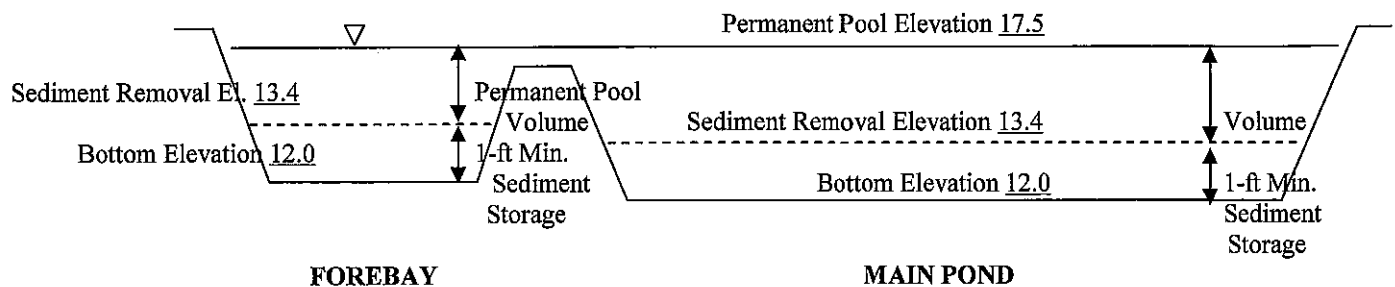 Permanent Pool Elevation 17.5
Sediment Removal El. 13.4
Permanent Pool
Volume
Sediment Removal Elevation 13.4
Volume
Bottom Elevation 12.0
1-ft Min.
Sediment
Storage
Bottom Elevation 12.0
1-ft Min.
Sediment
Storage
FOREBAY
MAIN POND